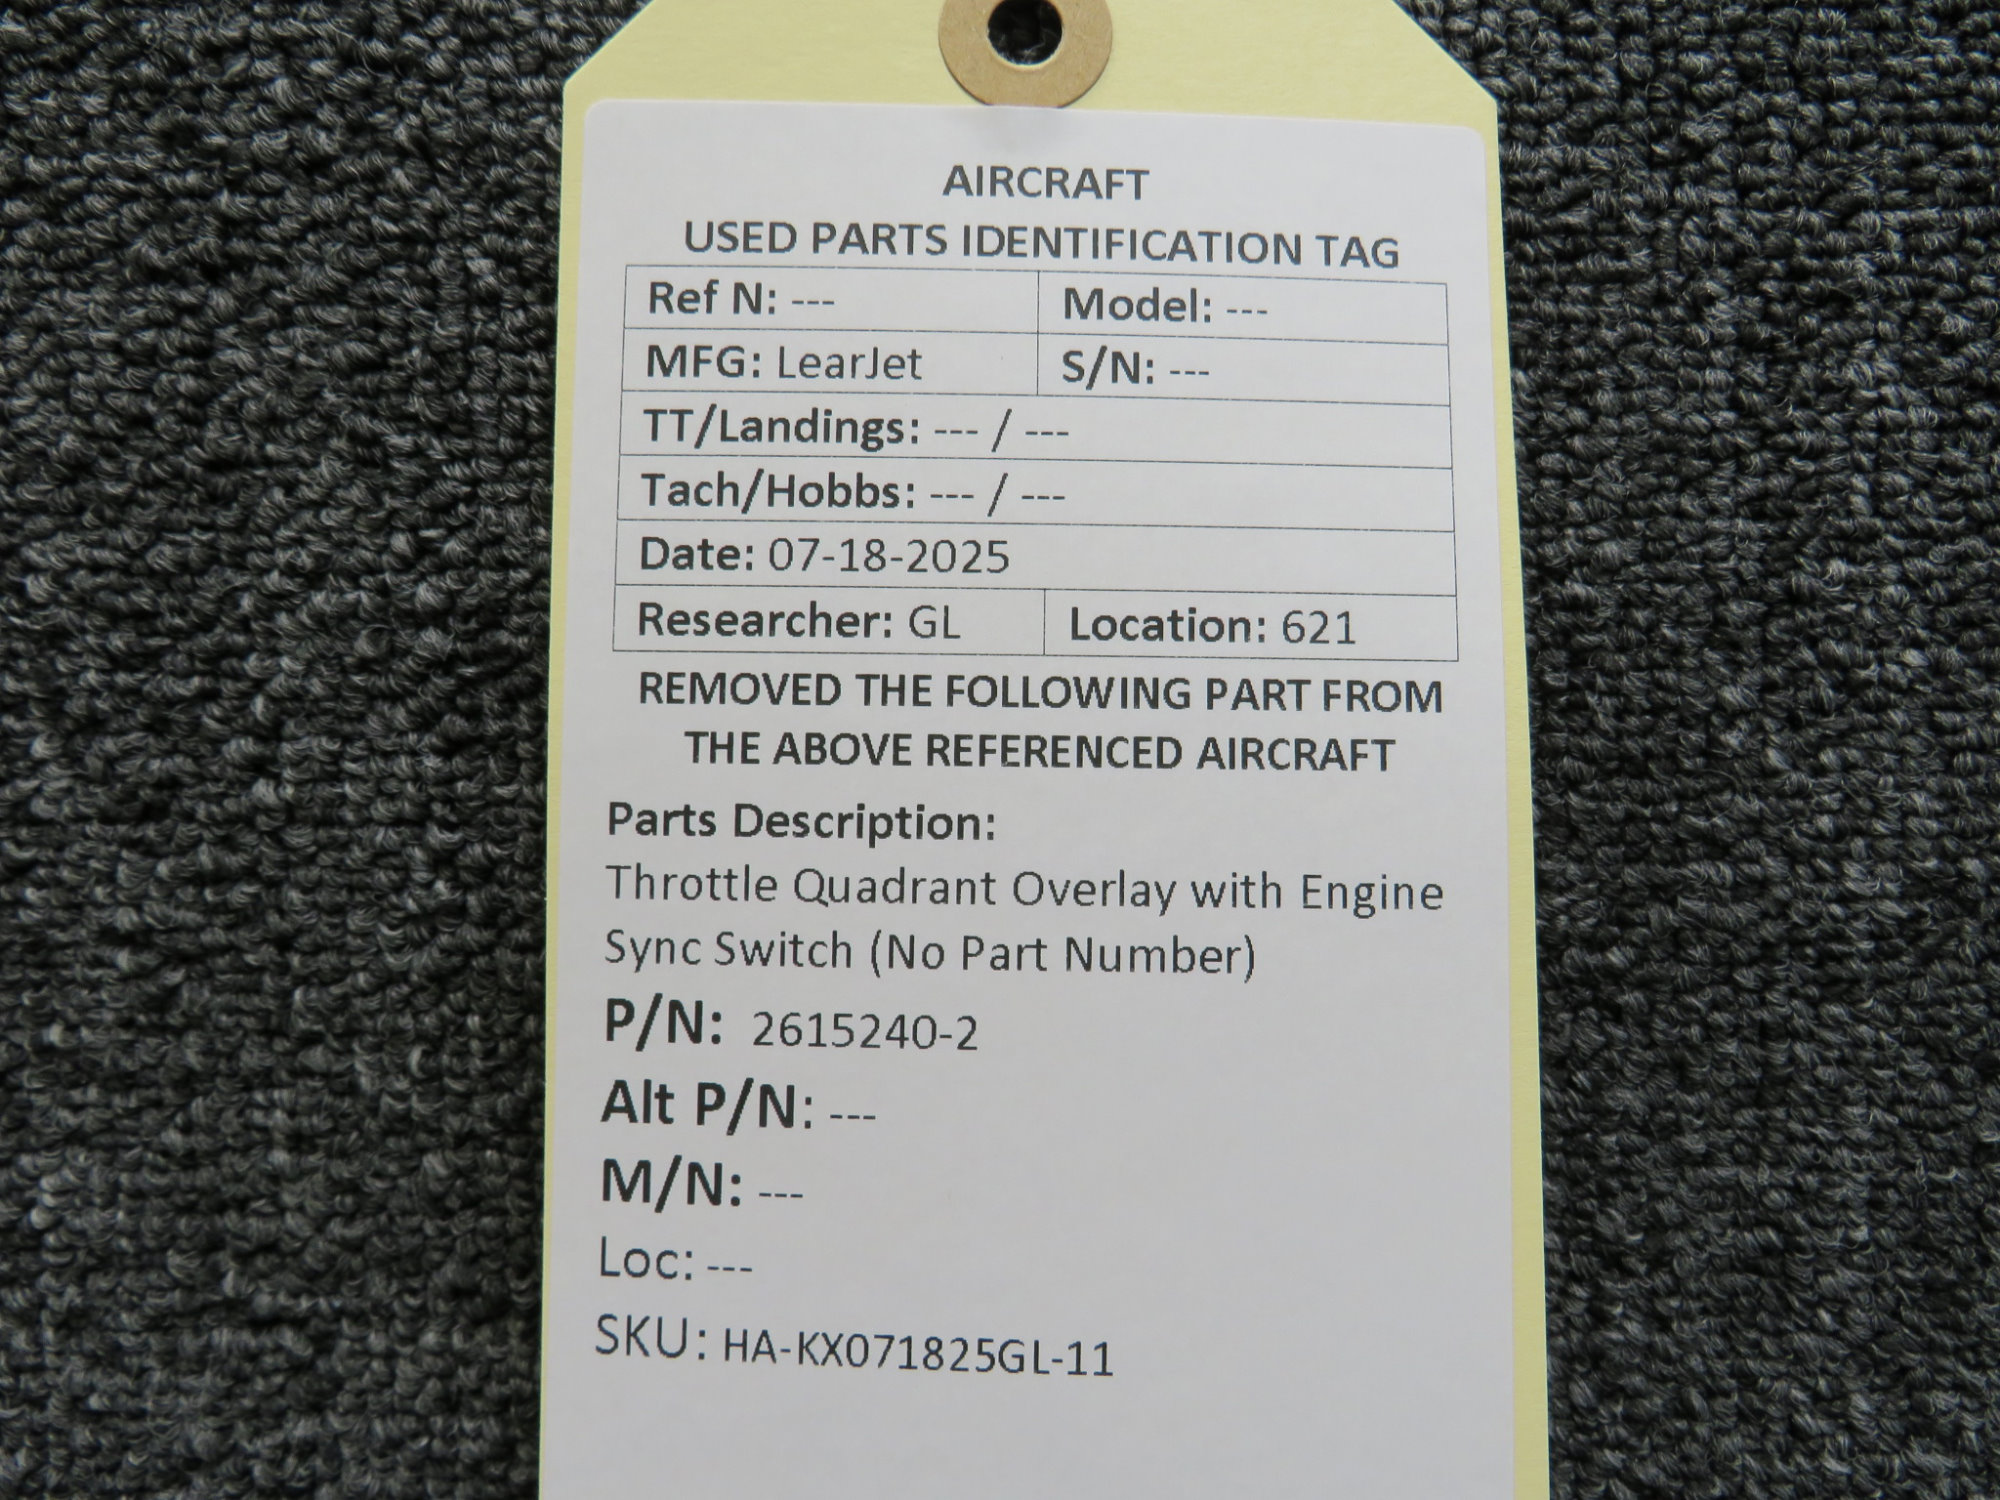 AIRCRAFT
USED PARTS IDENTIFICATION TAG
Ref N: --- Model: ---
MFG: LearJet S/N: ---
TT/Landings: --- / ---
Tach/Hobbs: --- / ---
Date: 07-18-2025
Researcher: GL Location: 621
REMOVED THE FOLLOWING PART FROM
THE ABOVE REFERENCED AIRCRAFT
Parts Description:
Throttle Quadrant Overlay with Engine
Sync Switch (No Part Number)
P/N: 2615240-2
Alt P/N: ---
M/N: ---
Loc: ---
SKU: HA-KX071825GL-11